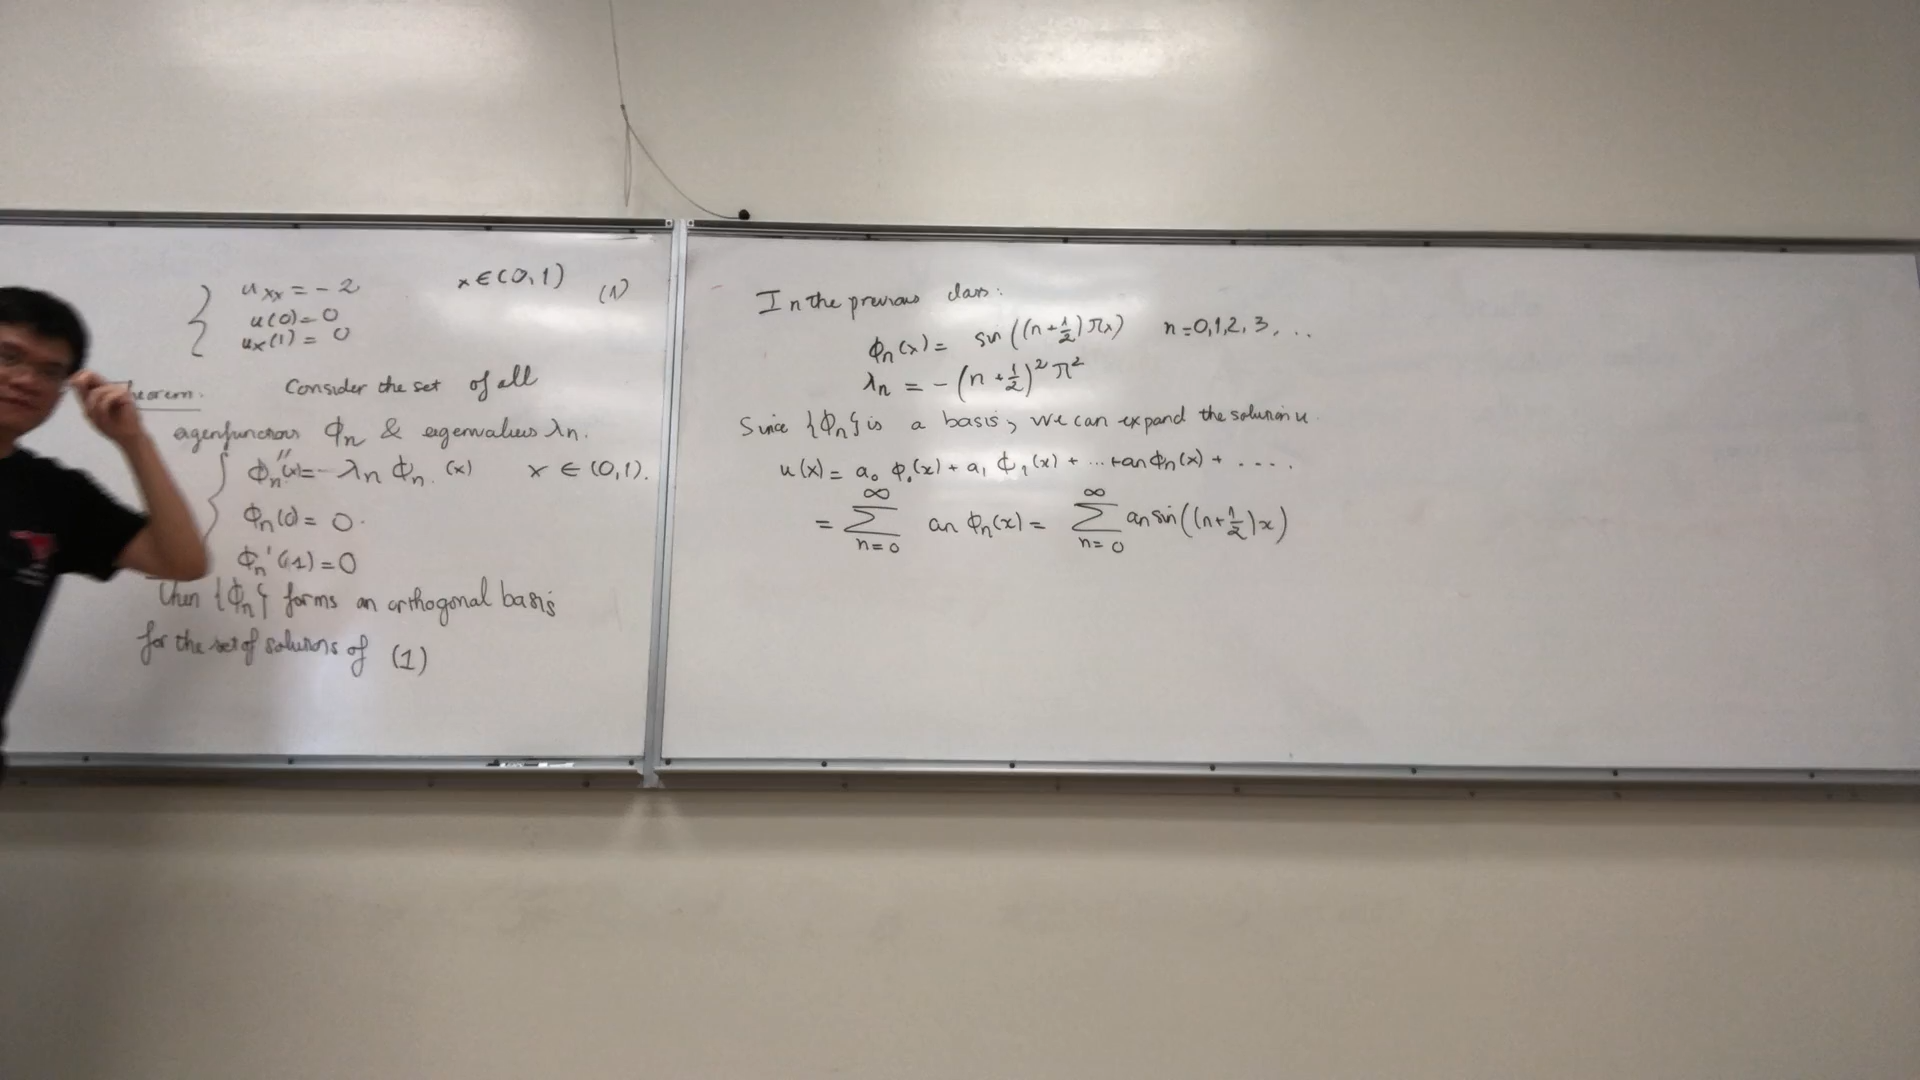 u_xx = -2 x ∈ (0,1) (1)
u(0) = 0
u_x(1) = 0
heorem. Consider the set of all
eigenfunctions ϕ_n & eigenvalues λ_n.
ϕ_n''(x) = λ_n ϕ_n (x) x ∈ (0,1).
ϕ_n(0) = 0.
ϕ_n'(1) = 0
then {ϕ_n} forms an orthogonal basis
for the set of solutions of (1)
In the previous class:
ϕ_n(x) = sin((n+1/2)πx) n=0,1,2,3,...
λ_n = -(n+1/2)^2 π^2
Since {ϕ_n} is a basis, we can expand the solution u.
u(x) = a_0 ϕ_0(x) + a_1 ϕ_1(x) + ... + a_n ϕ_n(x) + ....
= ∑_{n=0}^∞ a_n ϕ_n(x) = ∑_{n=0}^∞ a_n sin((n+1/2)x)